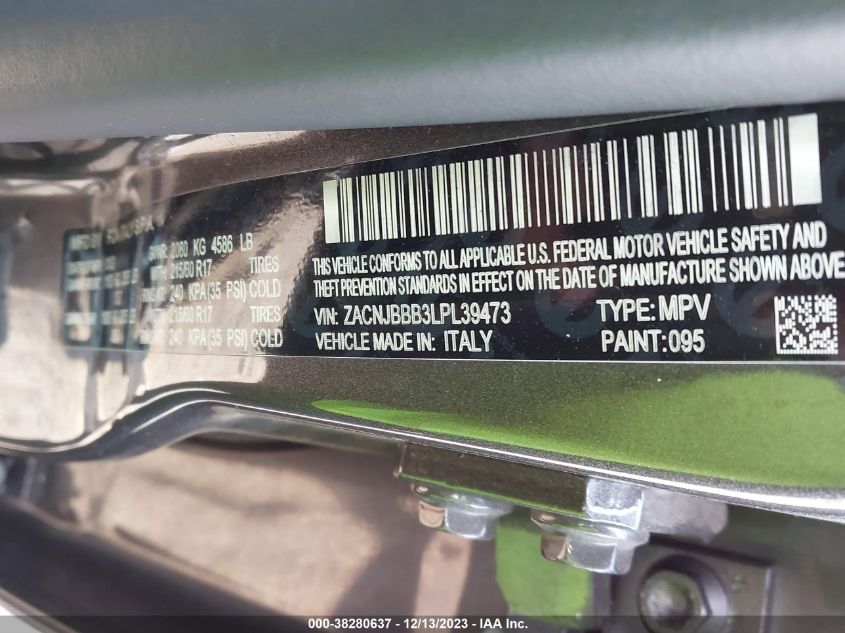 GVWR: 2080 KG 4586 LB
WITH 215/60 R17 TIRES
240 KPA(35 PSI) COLD
215/60 R17 TIRES
240 KPA(35 PSI) COLD
THIS VEHICLE CONFORMS TO ALL APPLICABLE U.S. FEDERAL MOTOR VEHICLE SAFETY AND
THEFT PREVENTION STANDARDS IN EFFECT ON THE DATE OF MANUFACTURE SHOWN ABOVE
VIN: ZACNJBBB3LPL39473 TYPE: MPV
VEHICLE MADE IN: ITALY PAINT: 095
000-38280637 - 12/13/2023 - IAA Inc.